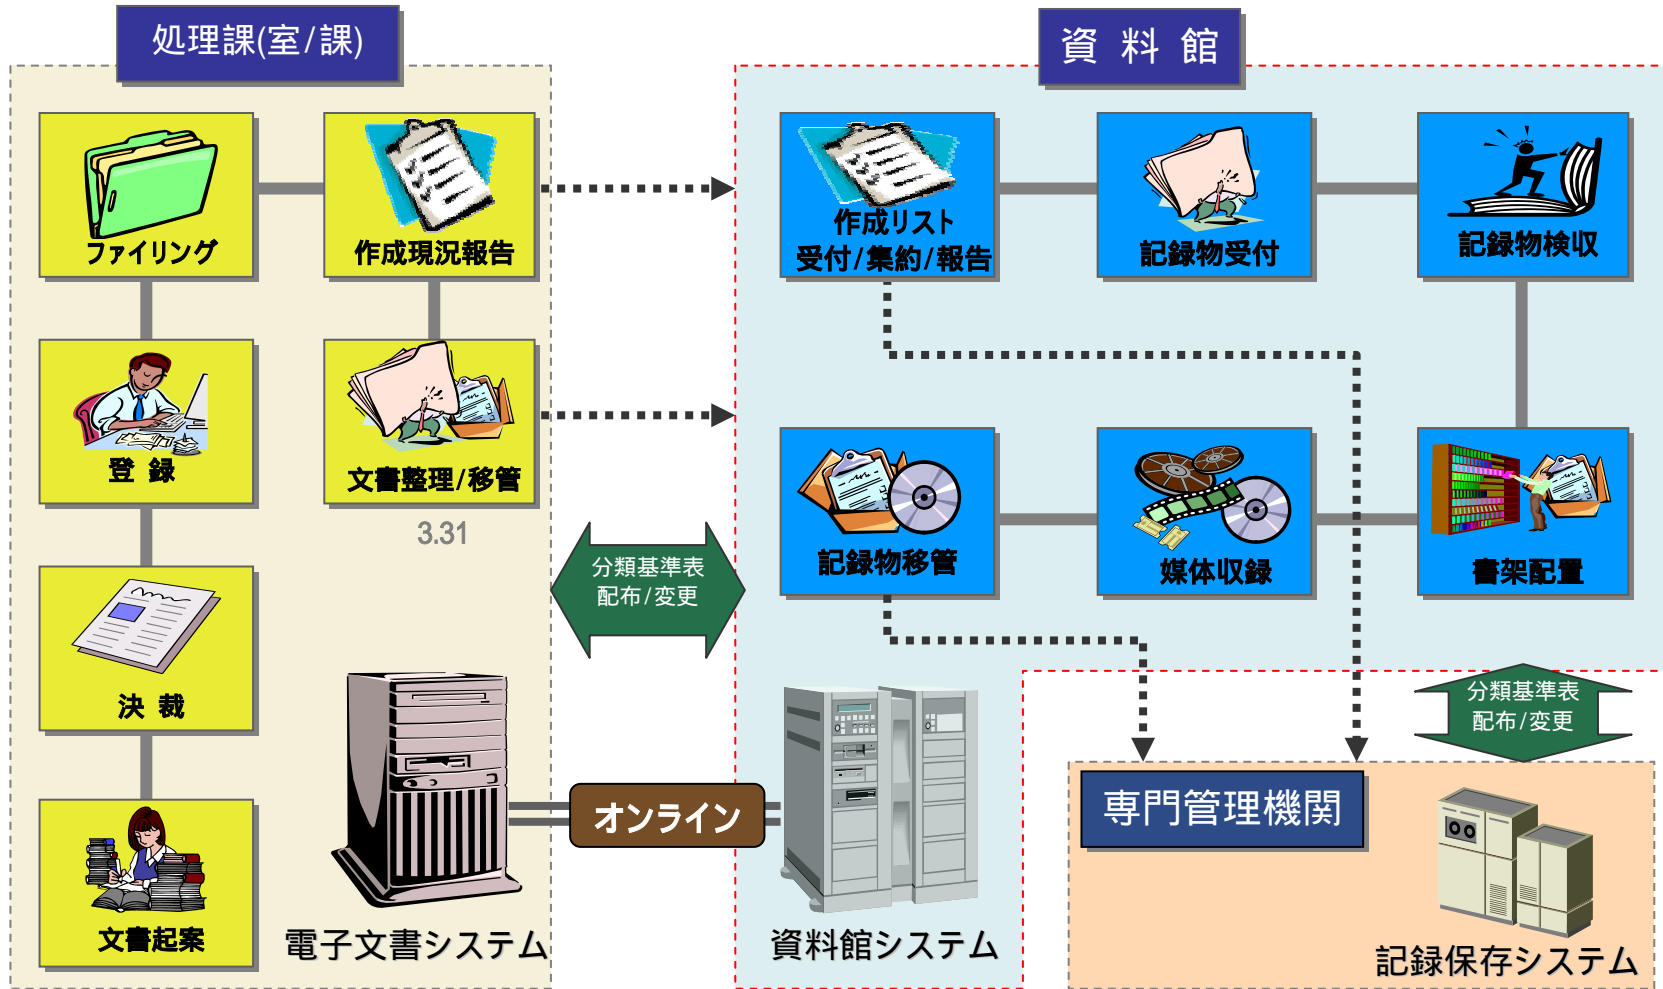 処理課(室/課)
ファイリング
作成現況報告
登 録
文書整理/移管
3.31
決 裁
文書起案
電子文書システム
分類基準表
配布/変更
オンライン
資 料 館
作成リスト
受付/集約/報告
記録物受付
記録物検収
記録物移管
媒体収録
書架配置
資料館システム
分類基準表
配布/変更
専門管理機関
記録保存システム